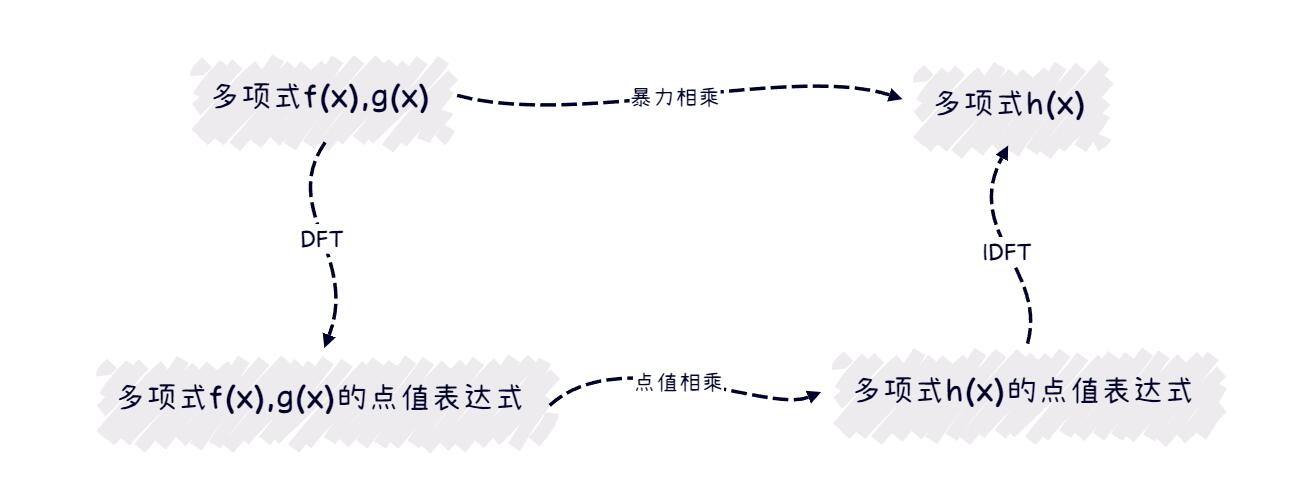 多项式f(x),g(x)
暴力相乘
多项式h(x)
DFT
IDFT
多项式f(x),g(x)的点值表达式
点值相乘
多项式h(x)的点值表达式